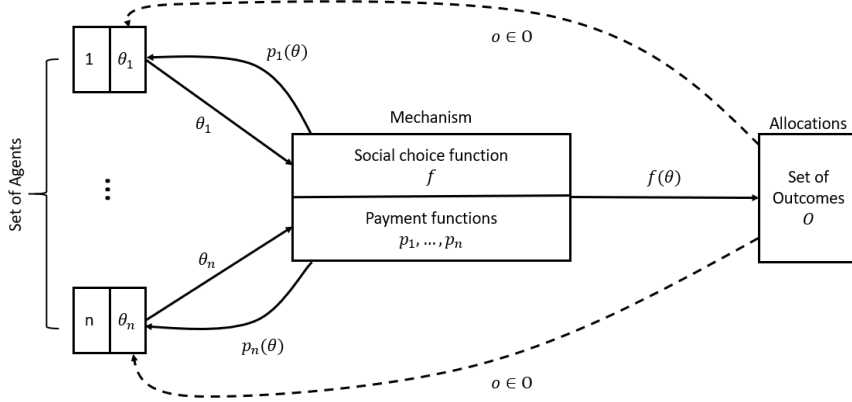 o ∈ O
1 θ₁
p₁(θ)
θ₁
Mechanism
Allocations
Social choice function
f
Set of Agents
⋮
f(θ)
Set of
Outcomes
O
Payment functions
p₁, …, pₙ
θₙ
n θₙ
pₙ(θ)
o ∈ O